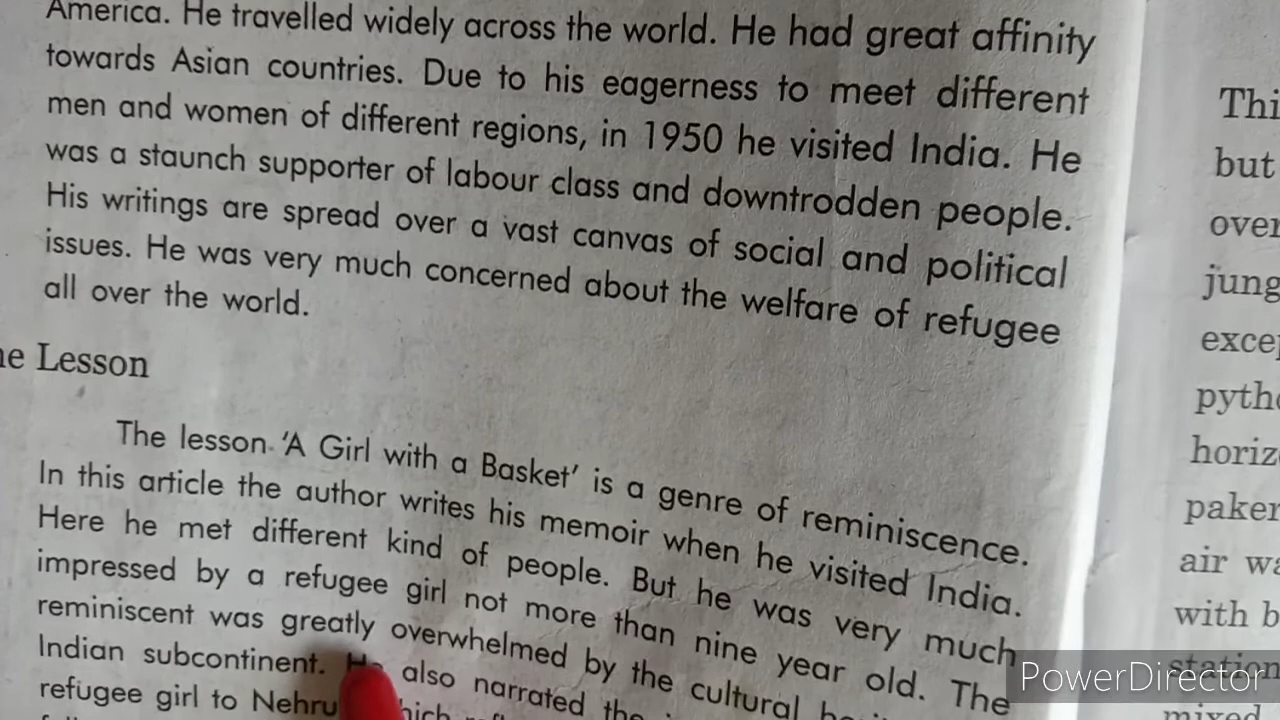 America. He travelled widely across the world. He had great affinity
towards Asian countries. Due to his eagerness to meet different
men and women of different regions, in 1950 he visited India. He
was a staunch supporter of labour class and downtrodden people.
His writings are spread over a vast canvas of social and political
issues. He was very much concerned about the welfare of refugee
all over the world.
Lesson
The lesson 'A Girl with a Basket' is a genre of reminiscence.
In this article the author writes his memoir when he visited India.
Here he met different kind of people. But he was very much
impressed by a refugee girl not more than nine year old. The
reminiscent was greatly overwhelmed by the cultural
Indian subcontinent. He also narrated the
refugee girl to Nehru
Thi
but
over
jung
excep
pyth
horiz
paker
air wa
with b
station
mixed
PowerDirector